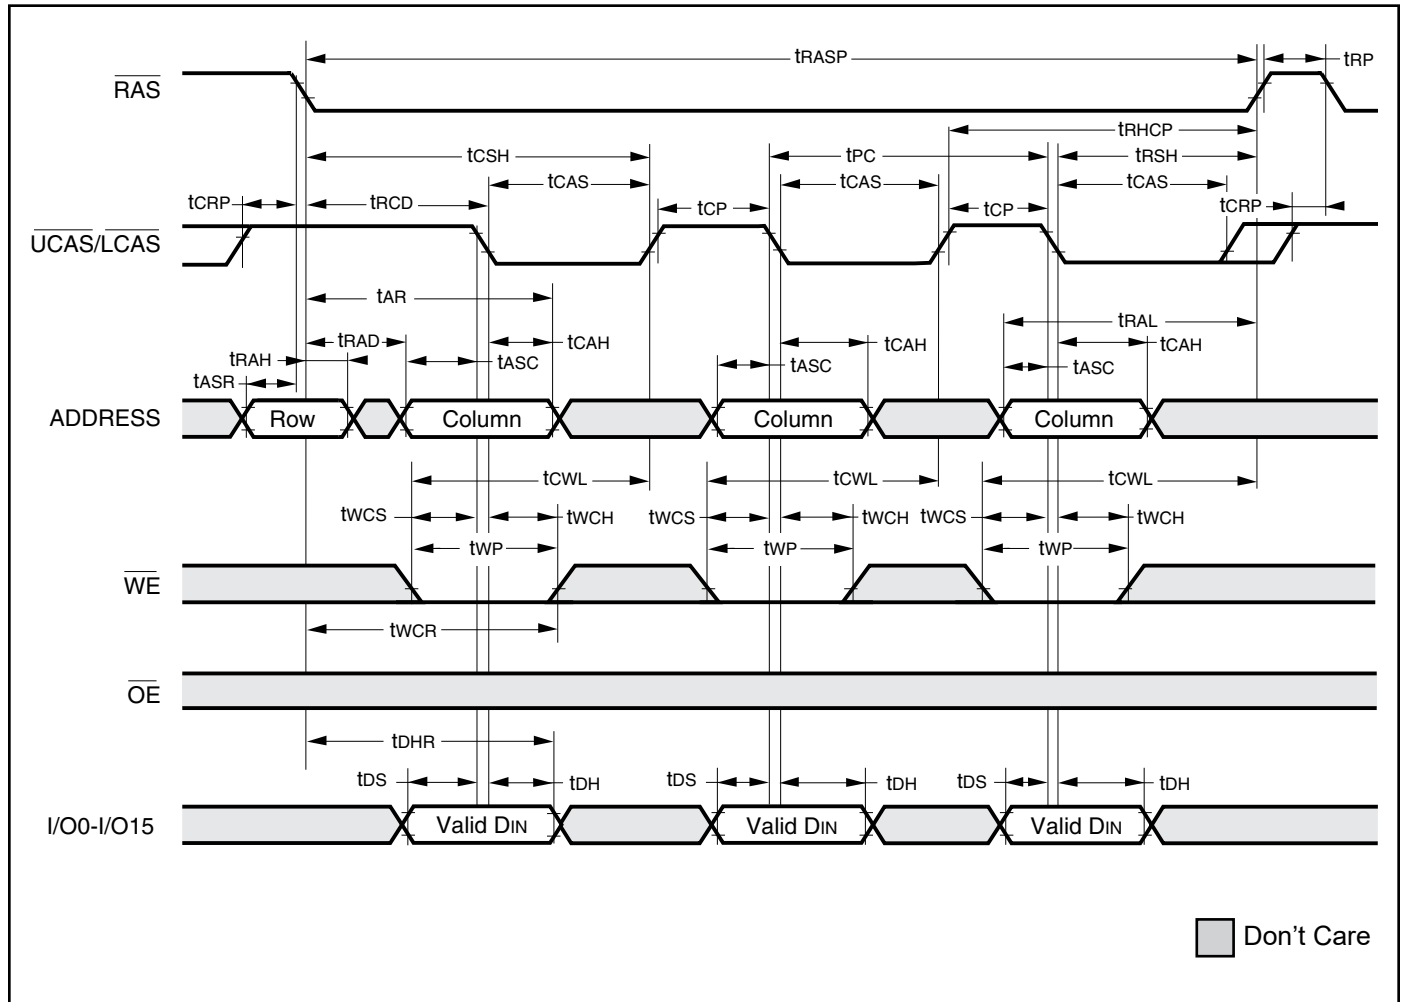 tRASP
tRP
RAS
tRHCP
tCSH
tPC
tRSH
tCAS
tCAS
tCAS
tCRP
tRCD
tCP
tCP
tCRP
UCAS/LCAS
tAR
tRAL
tRAD
tCAH
tCAH
tCAH
tRAH
tASC
tASC
tASC
tASR
ADDRESS
Row
Column
Column
Column
tCWL
tCWL
tCWL
tWCS
tWCH
tWCS
tWCH
tWCS
tWCH
tWP
tWP
tWP
WE
tWCR
OE
tDHR
tDS
tDH
tDS
tDH
tDS
tDH
I/O0-I/O15
Valid DIN
Valid DIN
Valid DIN
Don't Care